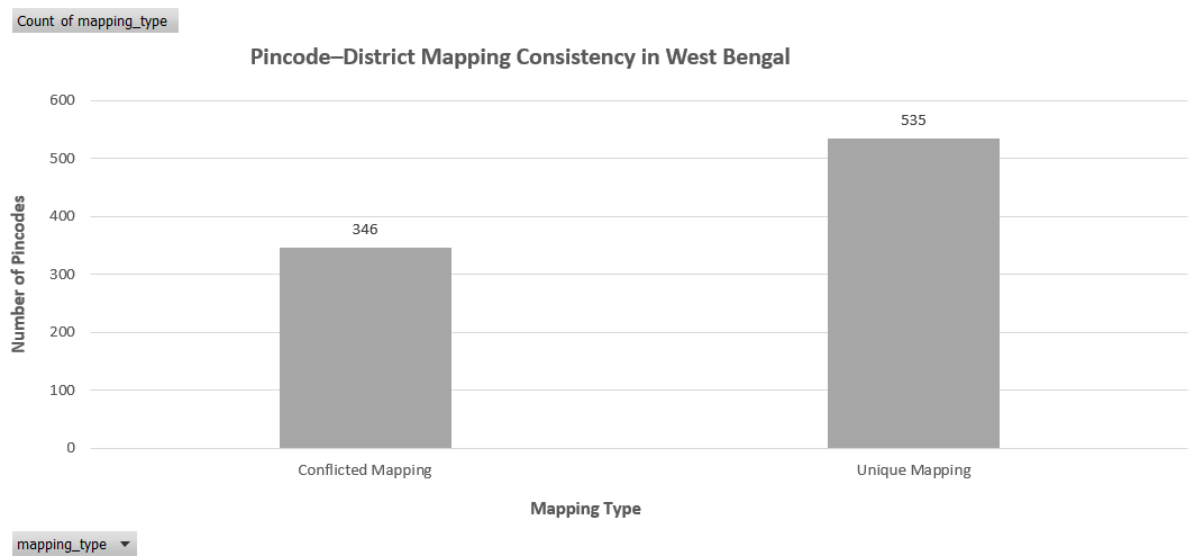 Count of mapping_type
Pincode–District Mapping Consistency in West Bengal
Number of Pincodes
600
500
400
300
200
100
0
346
535
Conflicted Mapping
Unique Mapping
Mapping Type
mapping_type